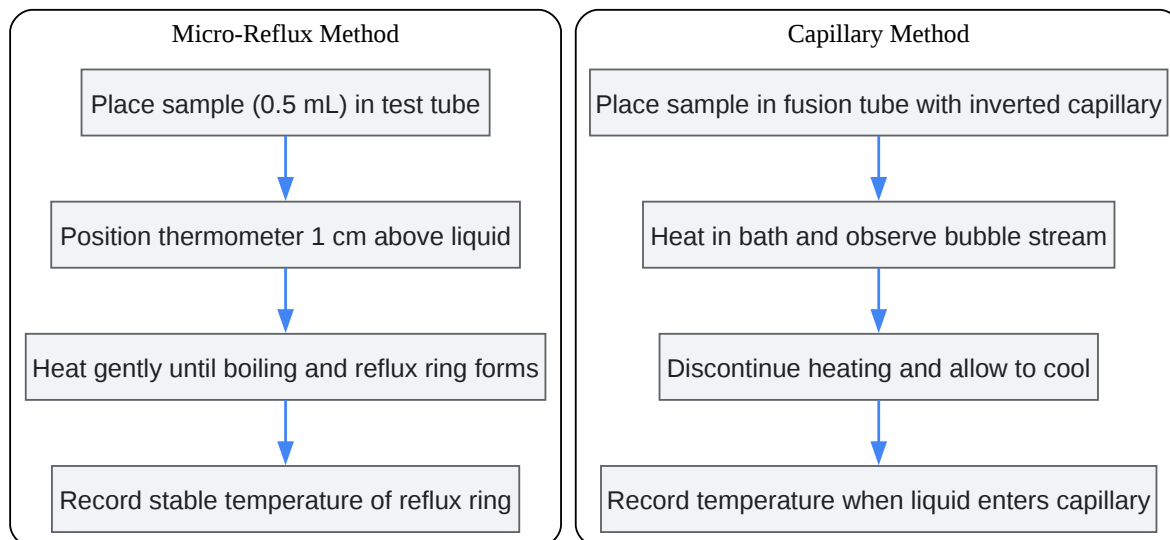 Micro-Reflux Method
Place sample (0.5 mL) in test tube
Position thermometer 1 cm above liquid
Heat gently until boiling and reflux ring forms
Record stable temperature of reflux ring
Capillary Method
Place sample in fusion tube with inverted capillary
Heat in bath and observe bubble stream
Discontinue heating and allow to cool
Record temperature when liquid enters capillary